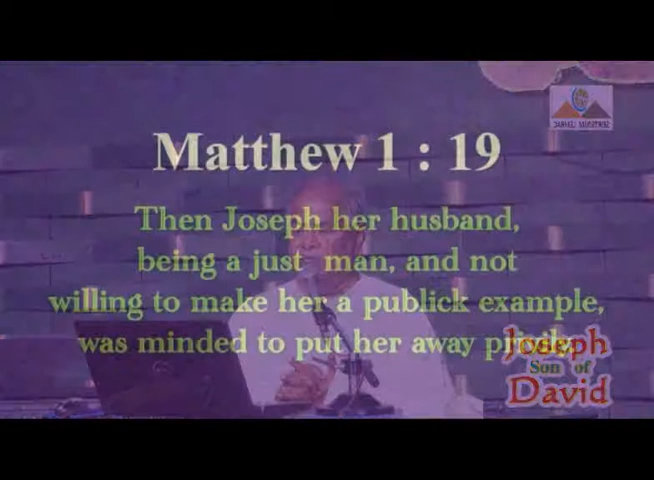 Matthew 1 : 19
Then Joseph her husband,
being a just man, and not
willing to make her a publick example,
was minded to put her away
Joseph
Son of
David